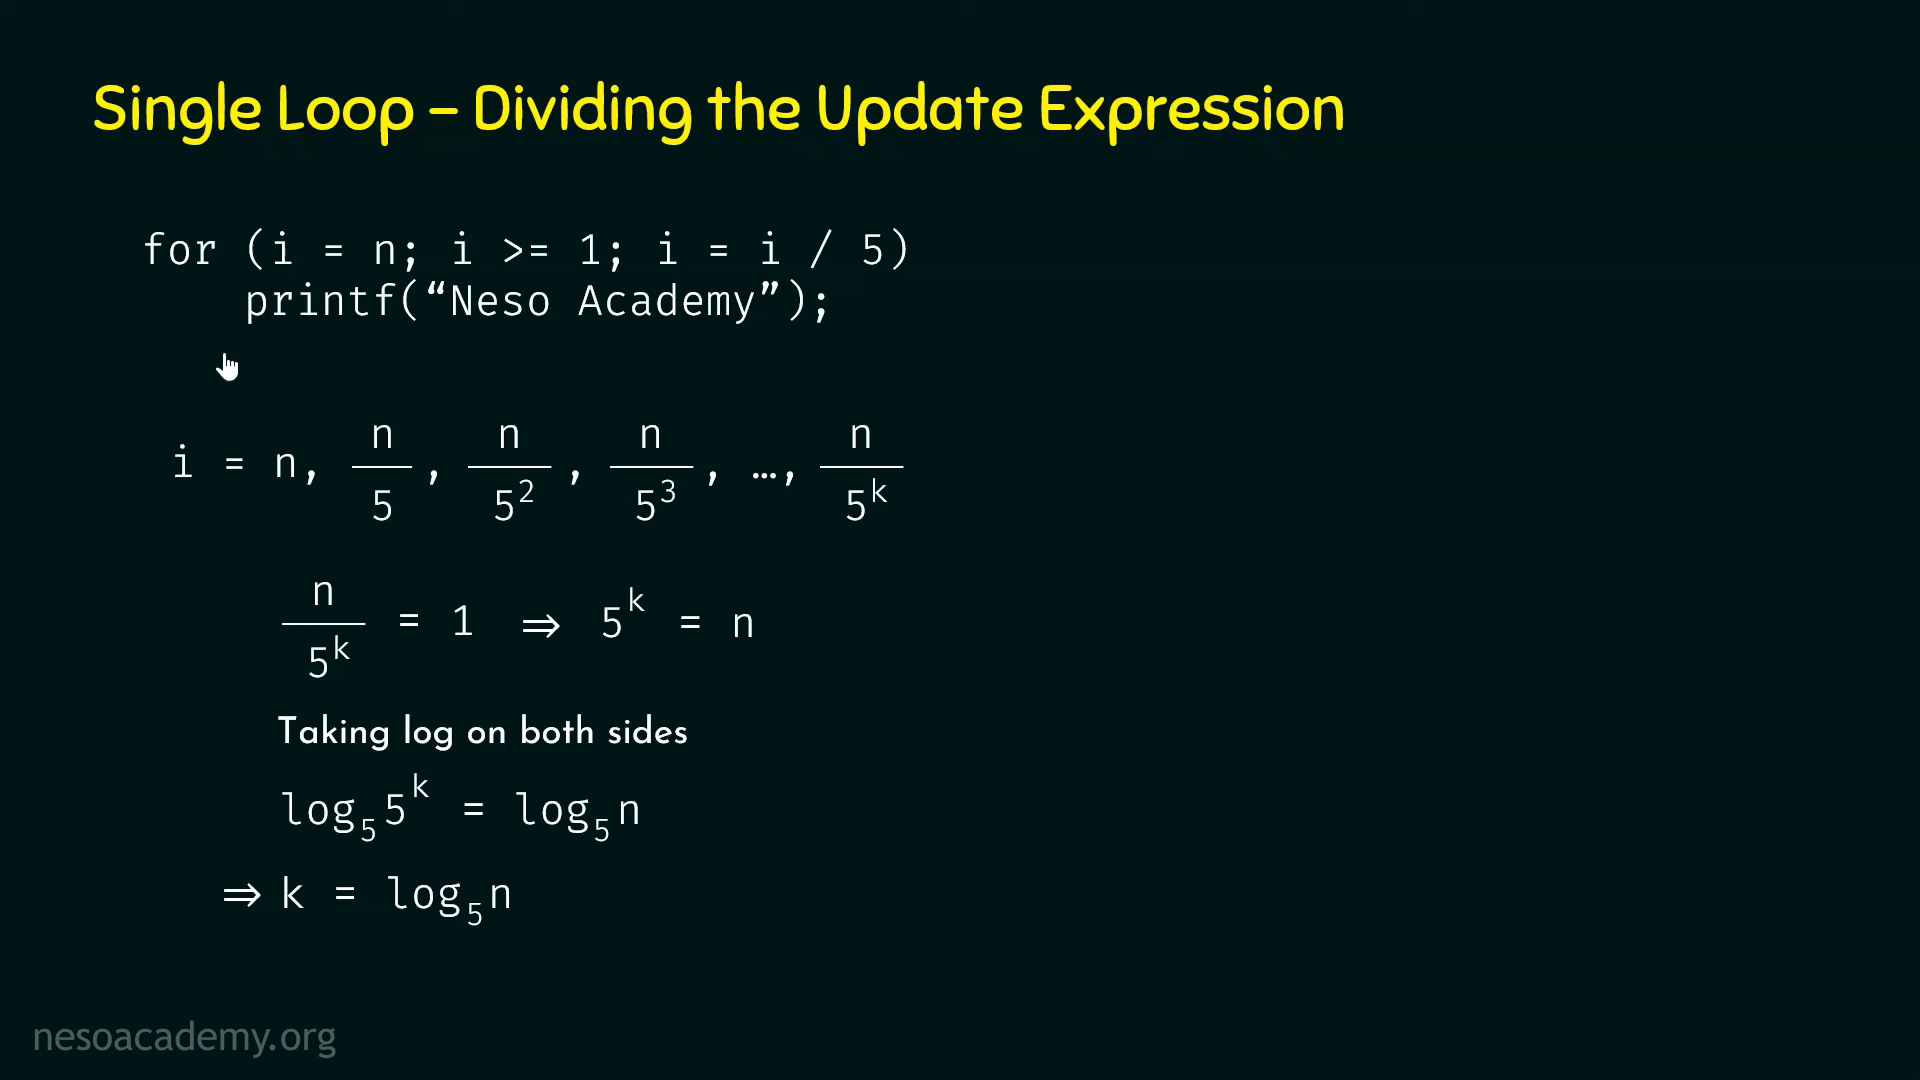 Single Loop – Dividing the Update Expression
for (i = n; i >= 1; i = i / 5)
printf(“Neso Academy”);
i = n, n/5, n/5², n/5³, …, n/5ᵏ
n/5ᵏ = 1 ⇒ 5ᵏ = n
Taking log on both sides
log₅5ᵏ = log₅n
⇒ k = log₅n
nesoacademy.org